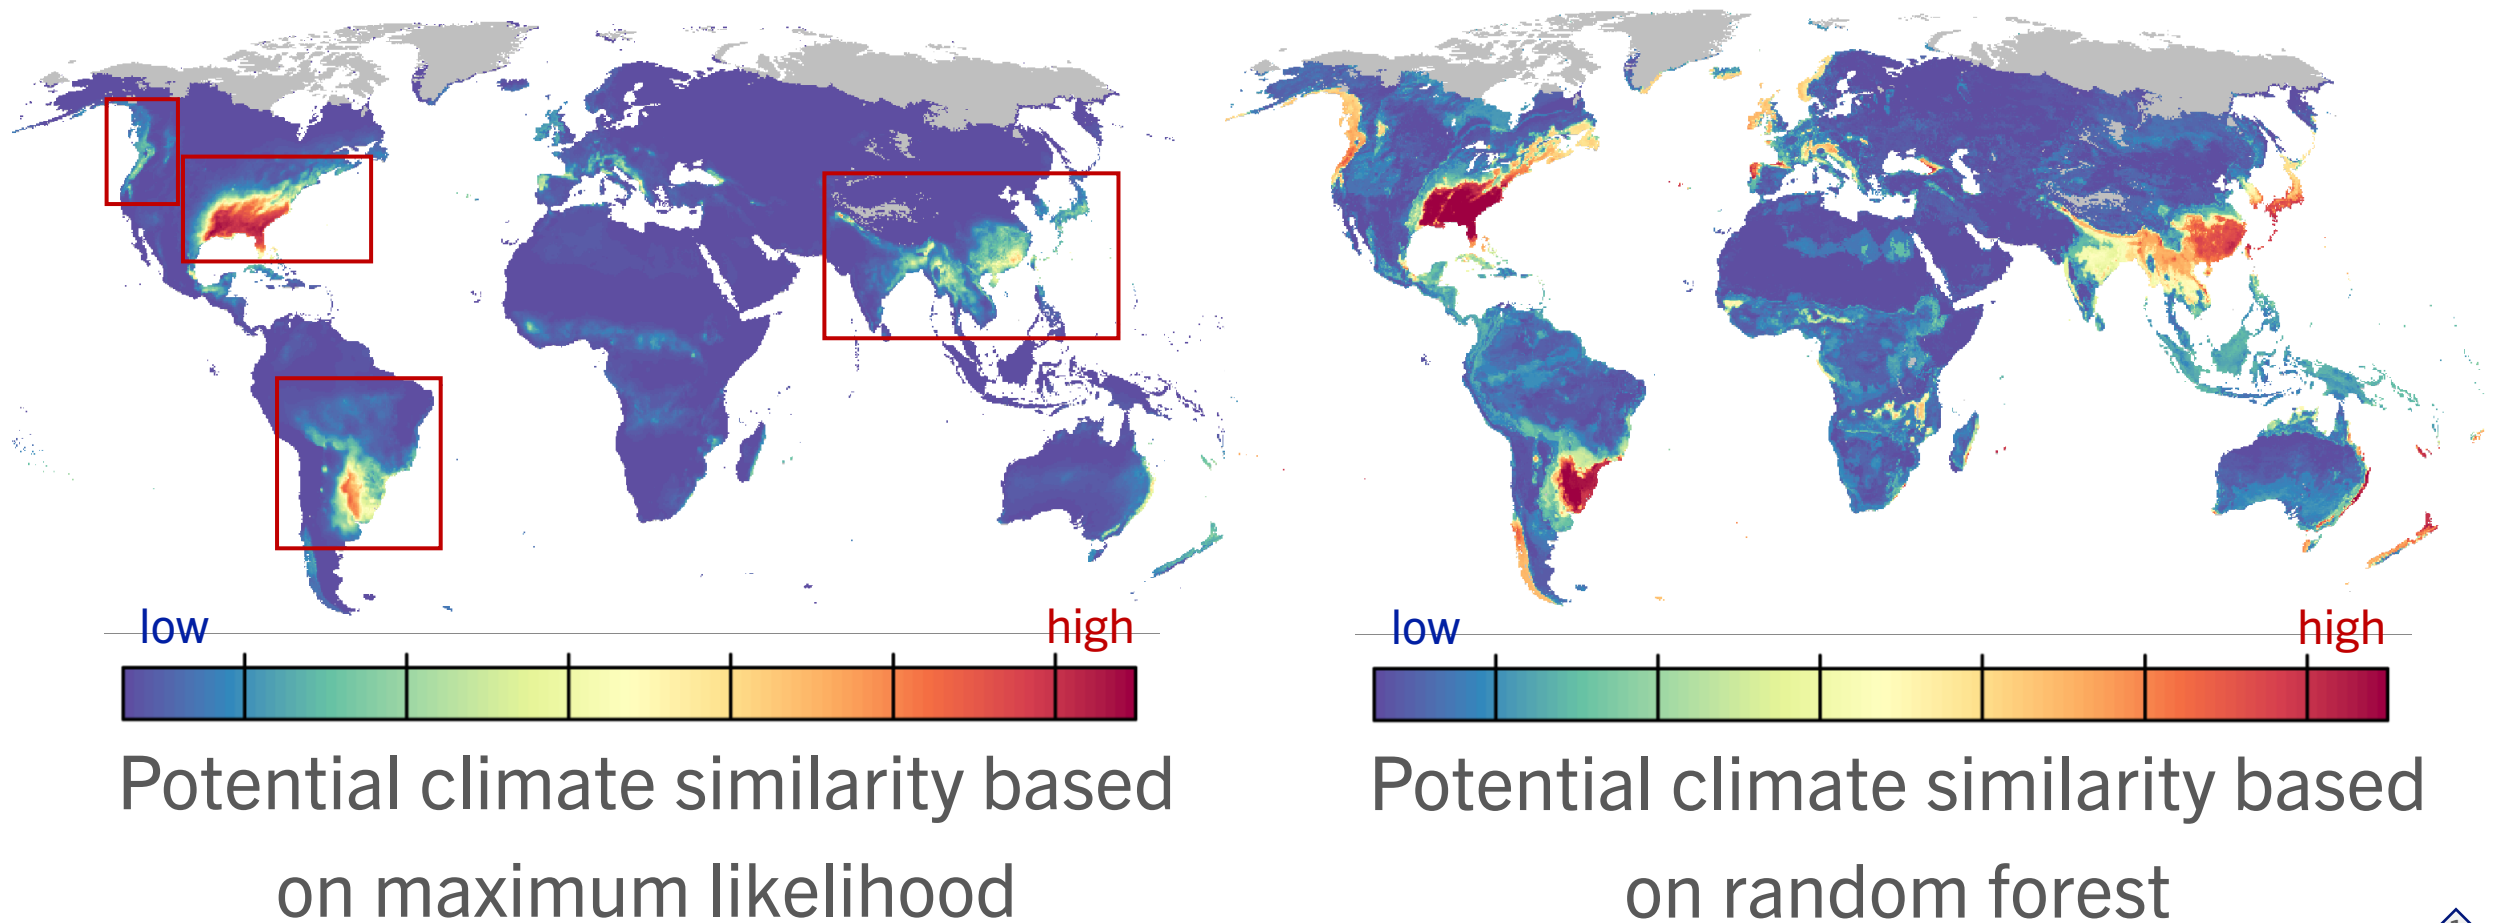 low high
low high
Potential climate similarity based
on maximum likelihood
Potential climate similarity based
on random forest